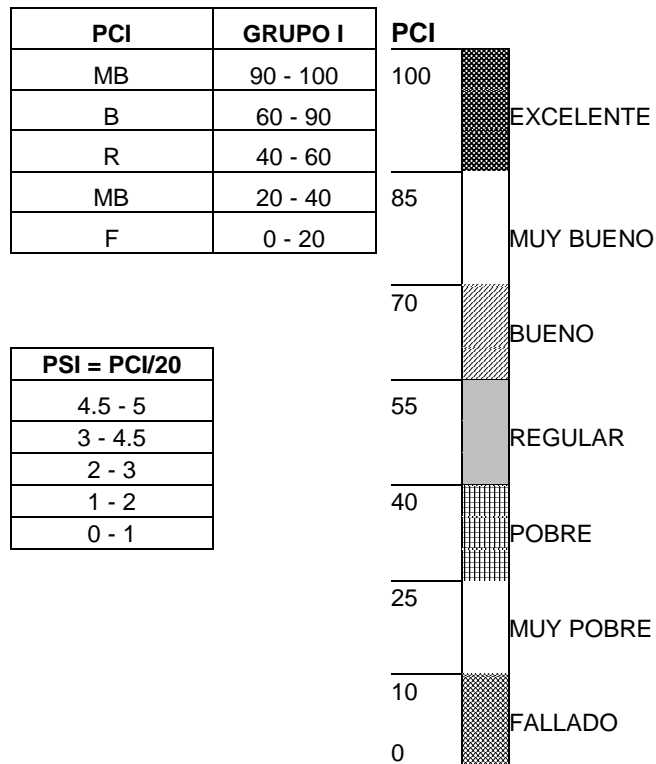 PCI GRUPO I
MB 90 - 100
B 60 - 90
R 40 - 60
MB 20 - 40
F 0 - 20
PSI = PCI/20
4.5 - 5
3 - 4.5
2 - 3
1 - 2
0 - 1
PCI
100
EXCELENTE
85
MUY BUENO
70
BUENO
55
REGULAR
40
POBRE
25
MUY POBRE
10
FALLADO
0